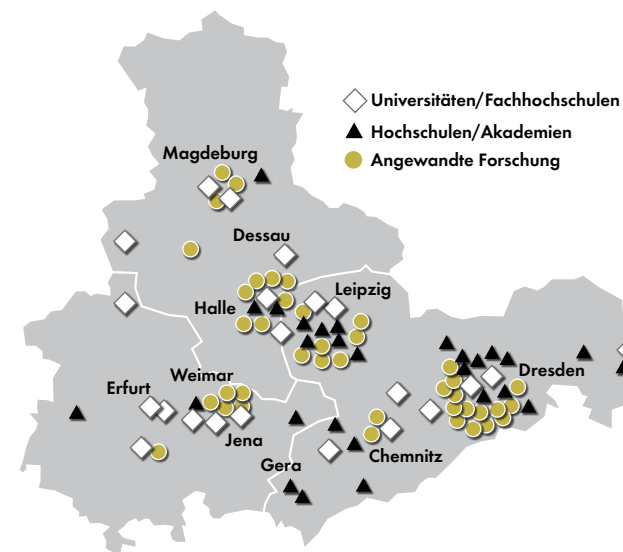 Universitäten/Fachhochschulen
Hochschulen/Akademien
Angewandte Forschung
Magdeburg
Dessau
Halle
Leipzig
Weimar
Erfurt
Dresden
Jena
Gera
Chemnitz